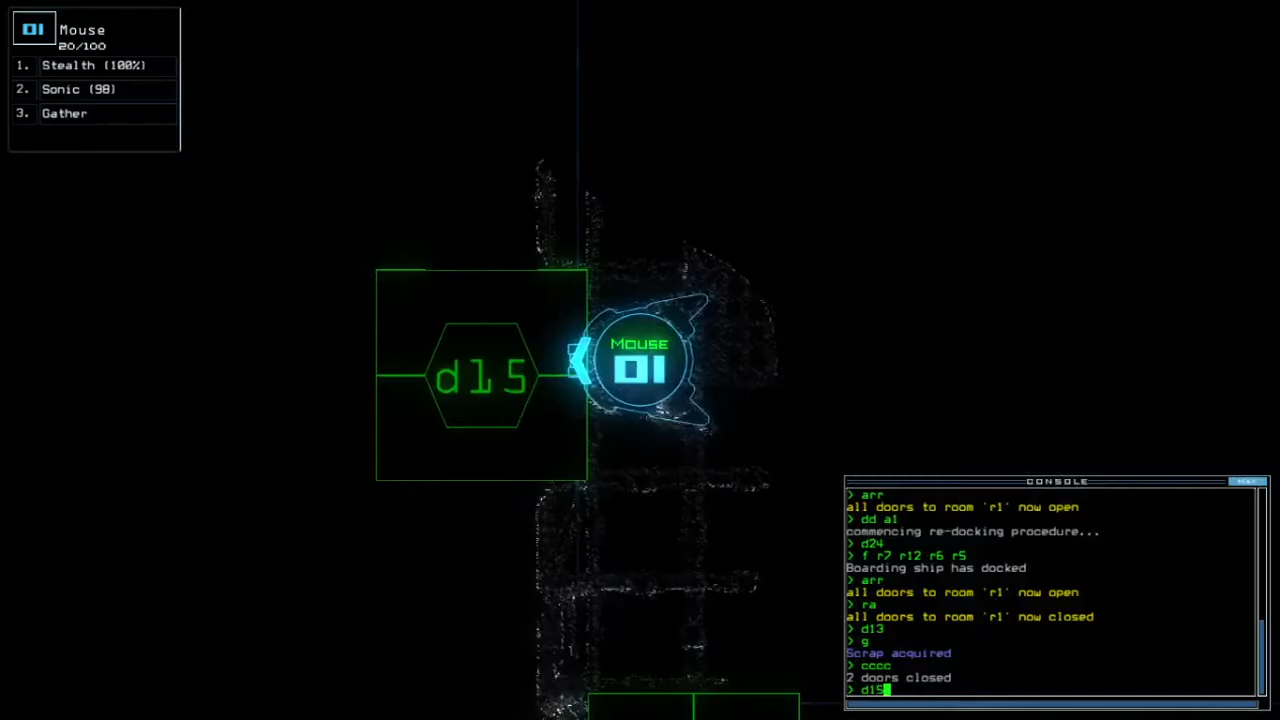 01 Mouse
20/100
1. Stealth (100%)
2. Sonic (98)
3. Gather
d15
Mouse
01
CONSOLE
> arr
all doors to room 'r1' now open
> dd a1
commencing re-docking procedure...
> d24
> f r7 r12 r6 r5
Boarding ship has docked
> arr
all doors to room 'r1' now open
> ra
all doors to room 'r1' now closed
> d13
> g
Scrap acquired
> cccc
2 doors closed
> d15